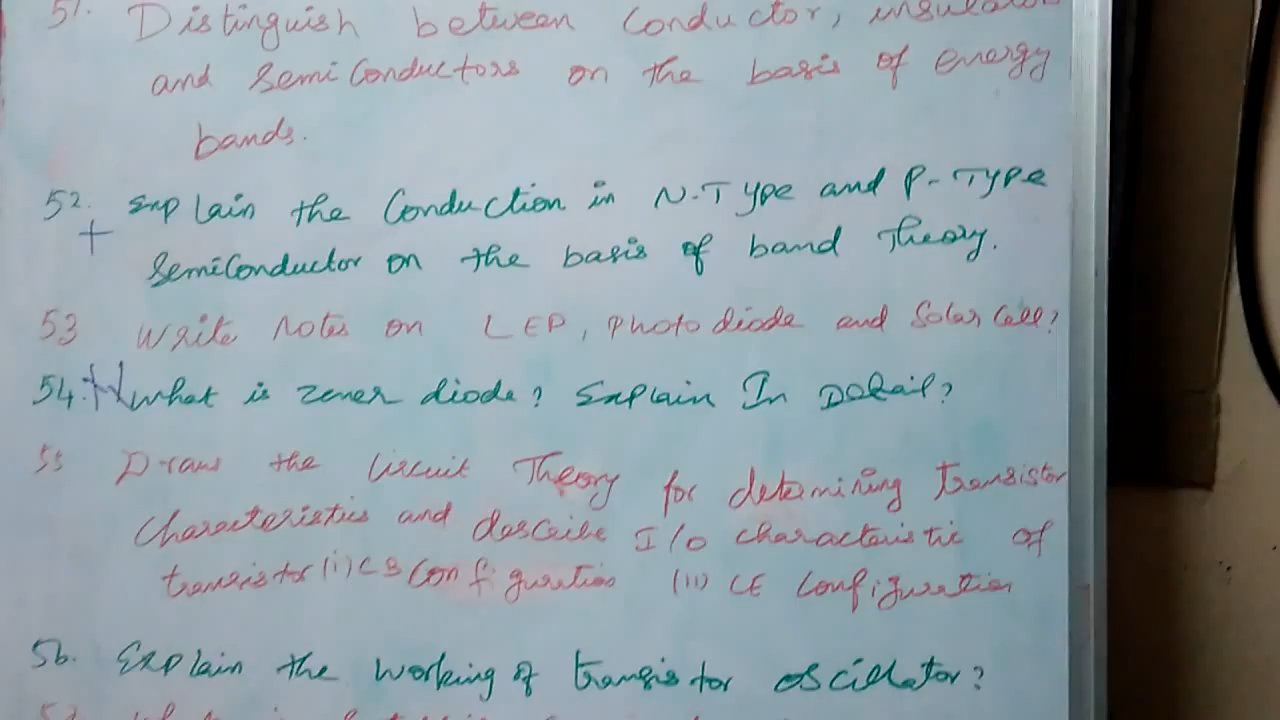 51. Distinguish between Conductor, insulator
and Semi Conductors on the basis of energy
bands.
52. Explain the Conduction in N-Type and P-Type
+ Semiconductor on the basis of band Theory.
53 Write Notes on LED, Photo diode and Solar Cell?
54. What is Zener diode? Explain In Detail?
55 Draw the Circuit Theory for determining transistor
Characteristics and describe I/O characteristic of
transistor (i) CB Configuration (ii) CE Configuration
56. Explain the working of transistor oscillator?